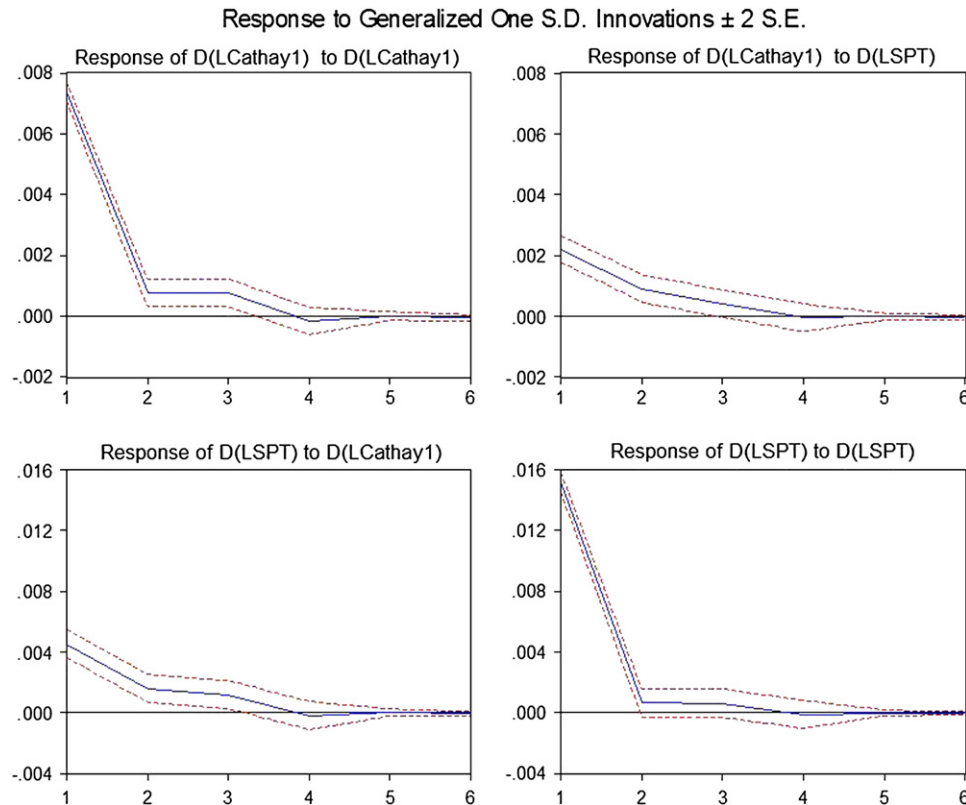 Response to Generalized One S.D. Innovations ± 2 S.E.
Response of D(LCathay1) to D(LCathay1)
.008
.006
.004
.002
.000
-.002
1 2 3 4 5 6
Response of D(LCathay1) to D(LSPT)
.008
.006
.004
.002
.000
-.002
1 2 3 4 5 6
Response of D(LSPT) to D(LCathay1)
.016
.012
.008
.004
.000
-.004
1 2 3 4 5 6
Response of D(LSPT) to D(LSPT)
.016
.012
.008
.004
.000
-.004
1 2 3 4 5 6